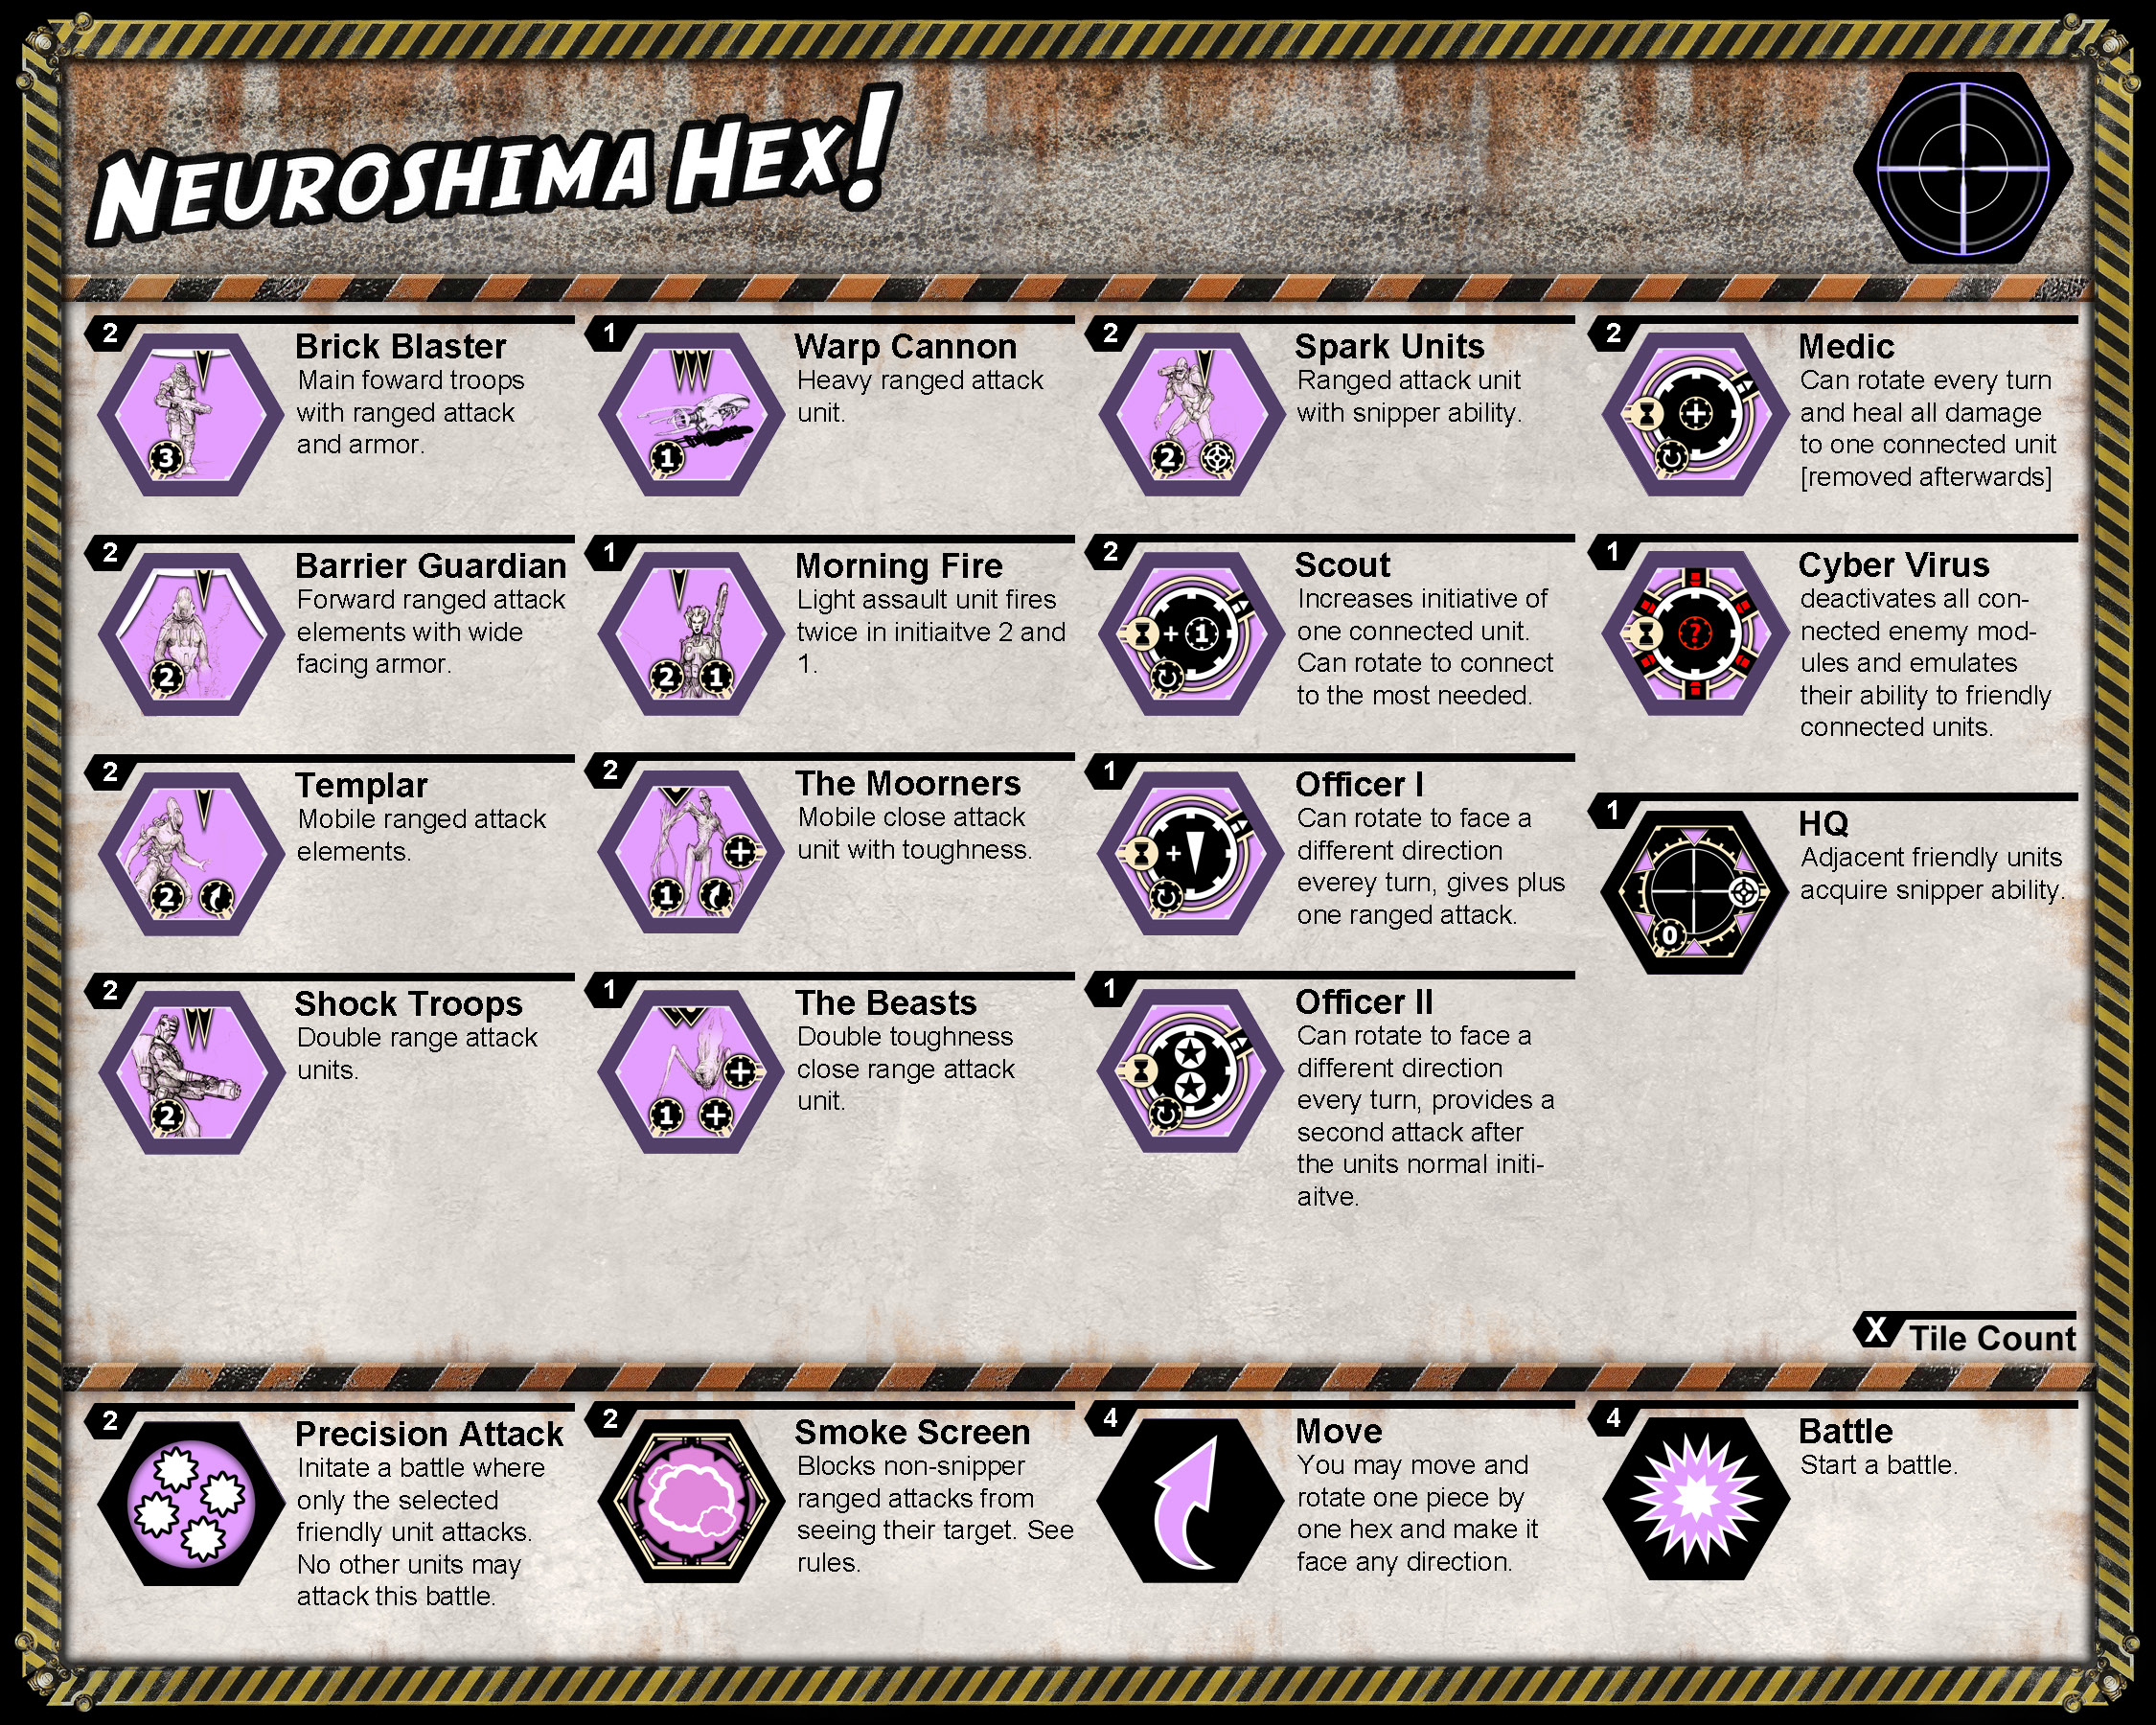 NEUROSHIMA HEX!
2
Brick Blaster
Main foward troops
with ranged attack
and armor.
3
1
Warp Cannon
Heavy ranged attack
unit.
1
2
Spark Units
Ranged attack unit
with snipper ability.
2
2
Medic
Can rotate every turn
and heal all damage
to one connected unit
[removed afterwards]
+
2
Barrier Guardian
Forward ranged attack
elements with wide
facing armor.
2
1
Morning Fire
Light assault unit fires
twice in initiaitve 2 and
1.
2 1
2
Scout
Increases initiative of
one connected unit.
Can rotate to connect
to the most needed.
+ 1
1
Cyber Virus
deactivates all con-
nected enemy mod-
ules and emulates
their ability to friendly
connected units.
?
2
Templar
Mobile ranged attack
elements.
2
2
The Moorners
Mobile close attack
unit with toughness.
+
1
1
Officer I
Can rotate to face a
different direction
everey turn, gives plus
one ranged attack.
+
1
HQ
Adjacent friendly units
acquire snipper ability.
0
2
Shock Troops
Double range attack
units.
2
1
The Beasts
Double toughness
close range attack
unit.
+
1 +
1
Officer II
Can rotate to face a
different direction
every turn, provides a
second attack after
the units normal initi-
aitve.
X Tile Count
2
Precision Attack
Initate a battle where
only the selected
friendly unit attacks.
No other units may
attack this battle.
2
Smoke Screen
Blocks non-snipper
ranged attacks from
seeing their target. See
rules.
4
Move
You may move and
rotate one piece by
one hex and make it
face any direction.
4
Battle
Start a battle.